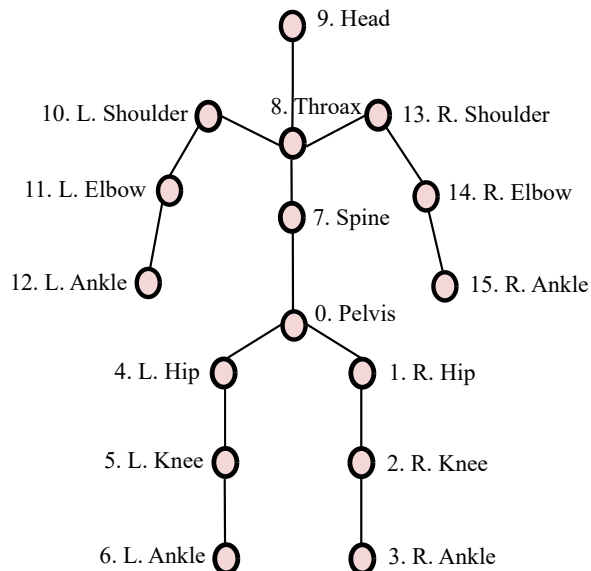 9. Head
8. Throax
10. L. Shoulder
13. R. Shoulder
11. L. Elbow
14. R. Elbow
7. Spine
12. L. Ankle
15. R. Ankle
0. Pelvis
4. L. Hip
1. R. Hip
5. L. Knee
2. R. Knee
6. L. Ankle
3. R. Ankle